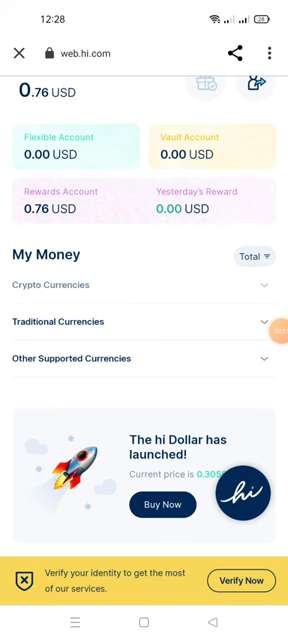 12:28
28
web.hi.com
0.76 USD
Flexible Account
0.00 USD
Vault Account
0.00 USD
Rewards Account
0.76 USD
Yesterday's Reward
0.00 USD
My Money
Total
Crypto Currencies
Traditional Currencies
Other Supported Currencies
The hi Dollar has
launched!
Current price is
Buy Now
hi
Verify your identity to get the most
of our services.
Verify Now